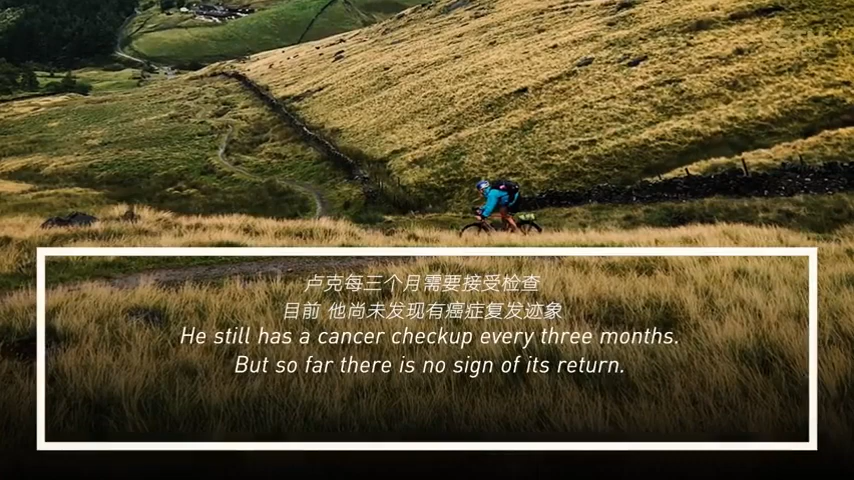 卢克每三个月需要接受检查
目前 他尚未发现有癌症复发迹象
He still has a cancer checkup every three months.
But so far there is no sign of its return.